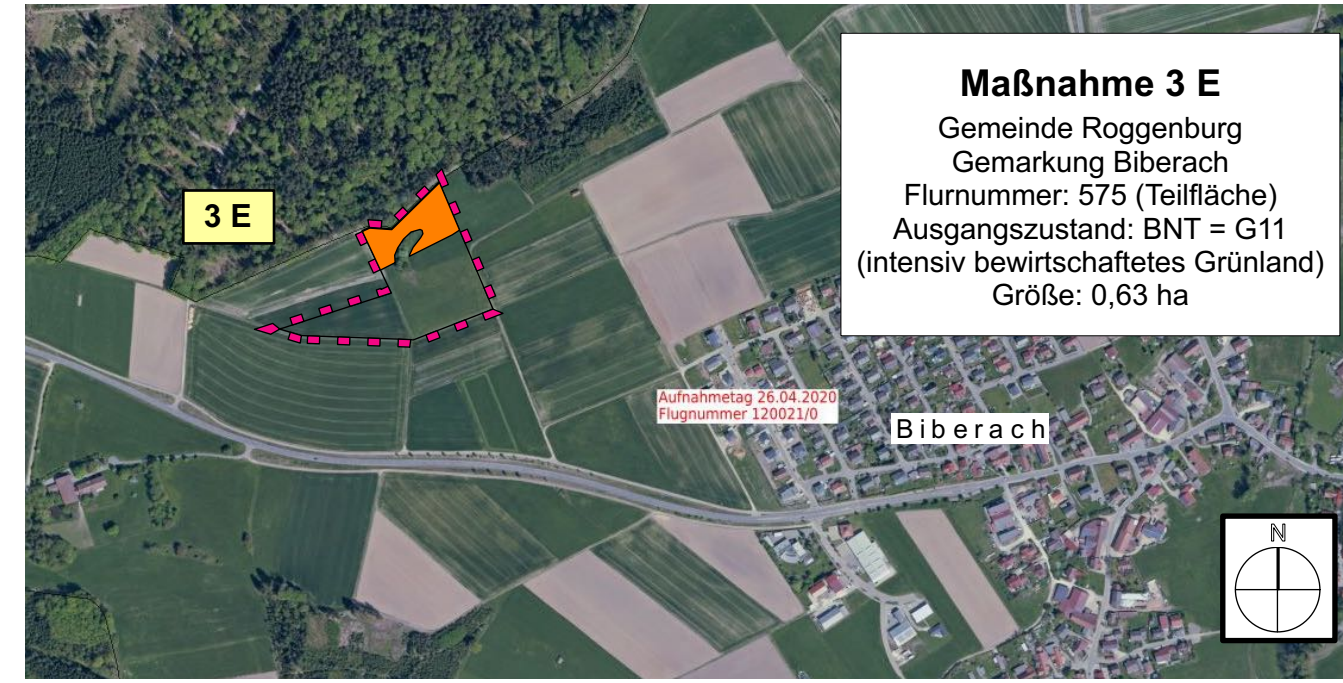 Maßnahme 3 E
Gemeinde Roggenburg
Gemarkung Biberach
Flurnummer: 575 (Teilfläche)
Ausgangszustand: BNT = G11
(intensiv bewirtschaftetes Grünland)
Größe: 0,63 ha
3 E
Aufnahmetag 26.04.2020
Flugnummer 120021/0
Biberach
N